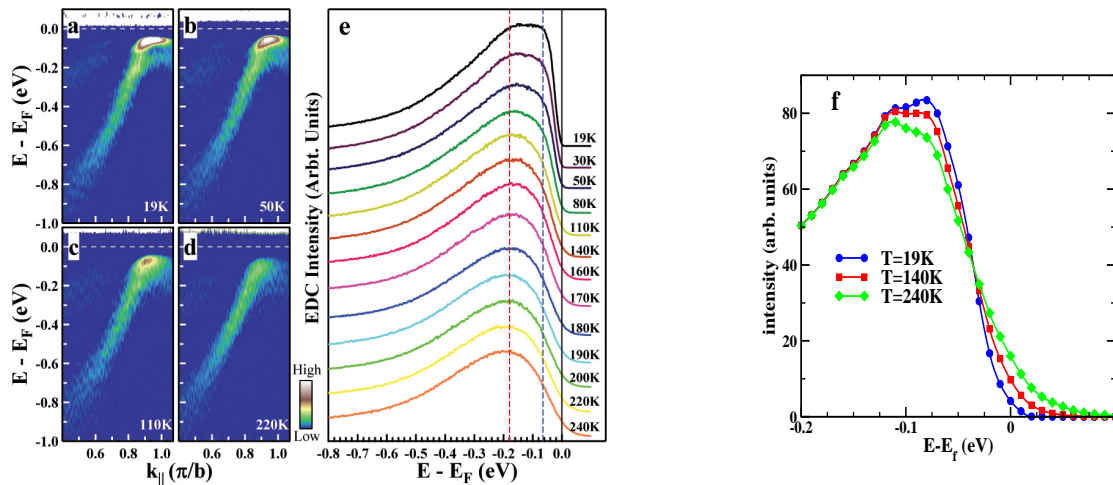 a
b
0.0
-0.2
-0.4
-0.6
-0.8
-1.0
E - E_F (eV)
19K
50K
c
d
0.0
-0.2
-0.4
-0.6
-0.8
-1.0
E - E_F (eV)
110K
220K
High
Low
0.6 0.8 1.0 0.6 0.8 1.0
k_|| (π/b)
e
EDC Intensity (Arbt. Units)
19K
30K
50K
80K
110K
140K
160K
170K
180K
190K
200K
220K
240K
-0.8 -0.7 -0.6 -0.5 -0.4 -0.3 -0.2 -0.1 0.0
E - E_F (eV)
f
intensity (arb. units)
80
60
40
20
0
T=19K
T=140K
T=240K
-0.2 -0.1 0
E-E_f (eV)